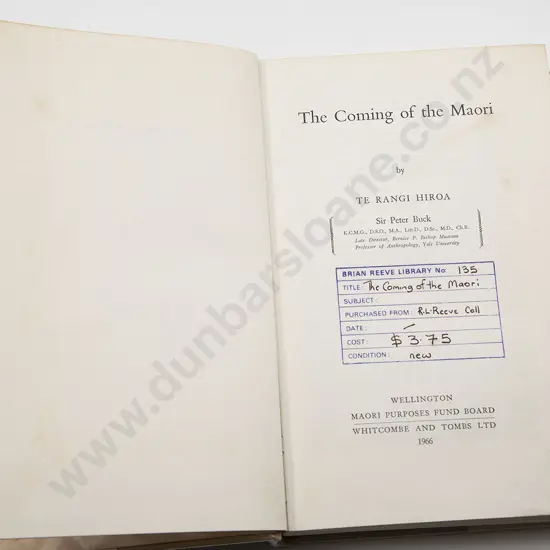 The Coming of the Maori
by
TE RANGI HIROA
Sir Peter Buck
K.C.M.G., D.S.O., M.A., Litt.D., D.Sc., M.D., Ch.B.
Late Director, Bernice P. Bishop Museum
Professor of Anthropology, Yale University
BRIAN REEVE LIBRARY No: 135
TITLE: The Coming of the Maori
SUBJECT:
PURCHASED FROM: R.L. Reeve Coll
DATE: —
COST: $3.75
CONDITION: new
WELLINGTON
MAORI PURPOSES FUND BOARD
WHITCOMBE AND TOMBS LTD
1966
www.dunbarsloane.co.nz